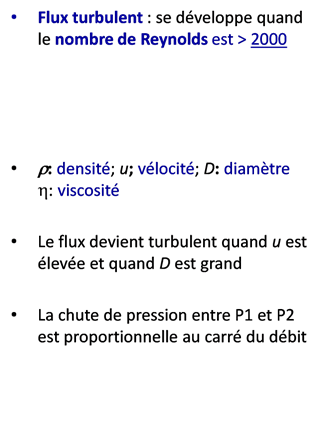 • Flux turbulent : se développe quand
le nombre de Reynolds est > 2000
• ρ: densité; u; vélocité; D: diamètre
η: viscosité
• Le flux devient turbulent quand u est
élevée et quand D est grand
• La chute de pression entre P1 et P2
est proportionnelle au carré du débit